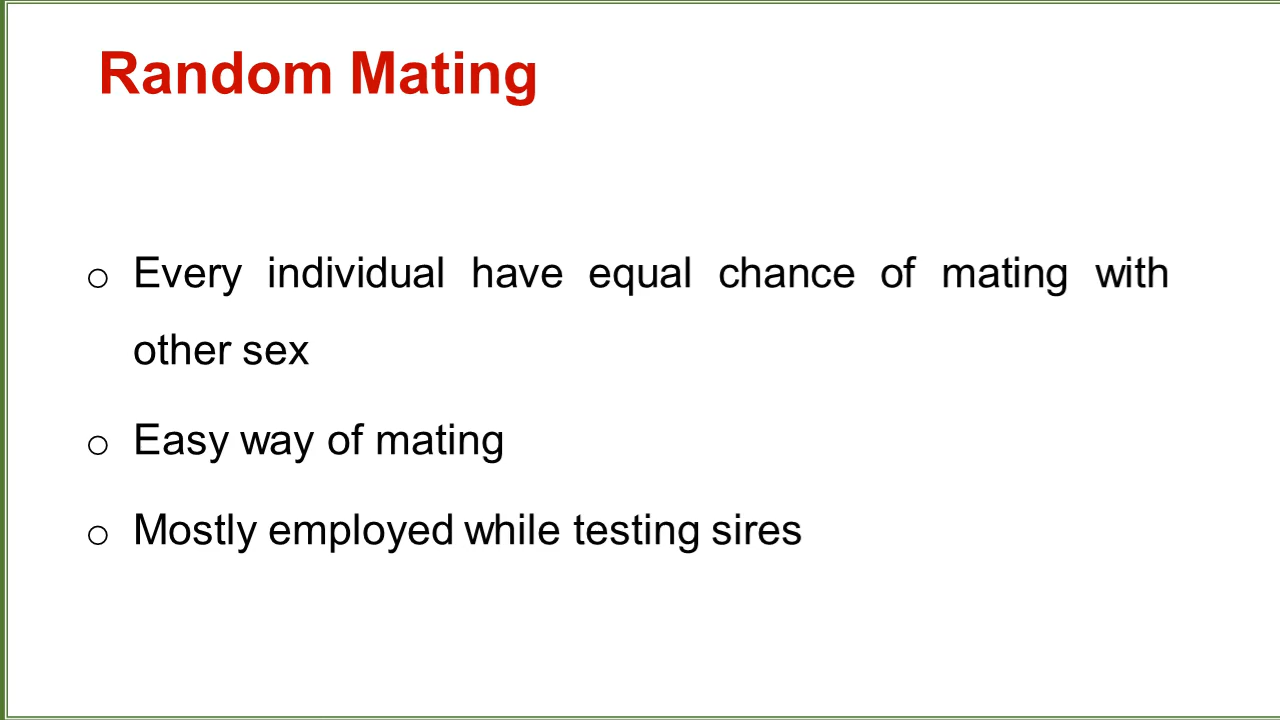 Random Mating
o Every individual have equal chance of mating with
other sex
o Easy way of mating
o Mostly employed while testing sires